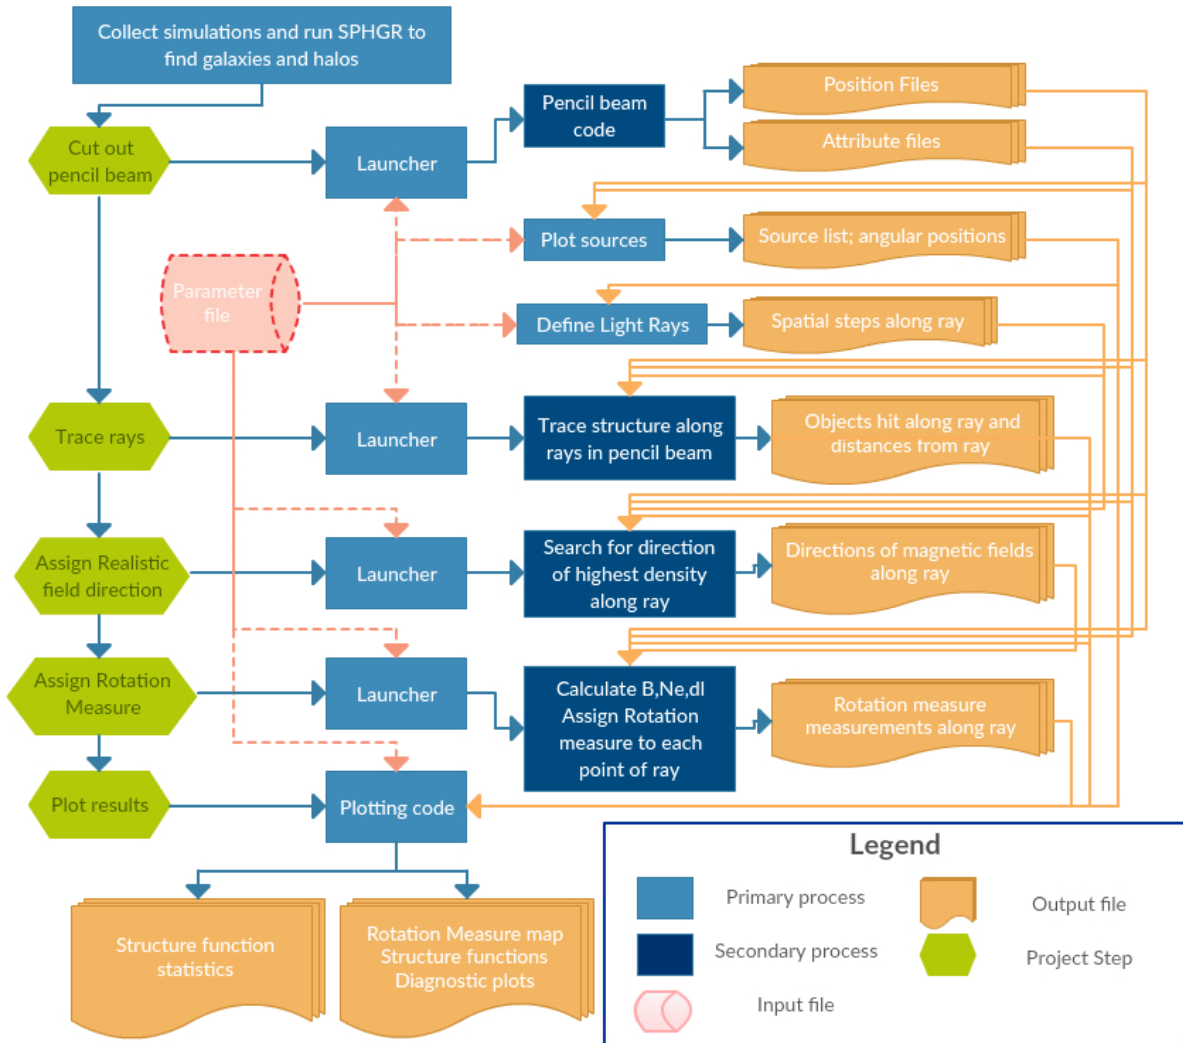 Collect simulations and run SPHGR to
find galaxies and halos
Cut out
pencil beam
Launcher
Pencil beam
code
Position Files
Attribute files
Plot sources
Source list; angular positions
Parameter
file
Define Light Rays
Spatial steps along ray
Trace rays
Launcher
Trace structure along
rays in pencil beam
Objects hit along ray and
distances from ray
Assign Realistic
field direction
Launcher
Search for direction
of highest density
along ray
Directions of magnetic fields
along ray
Assign Rotation
Measure
Launcher
Calculate B,Ne,dl
Assign Rotation
measure to each
point of ray
Rotation measure
measurements along ray
Plot results
Plotting code
Structure function
statistics
Rotation Measure map
Structure functions
Diagnostic plots
Legend
Primary process
Output file
Secondary process
Project Step
Input file